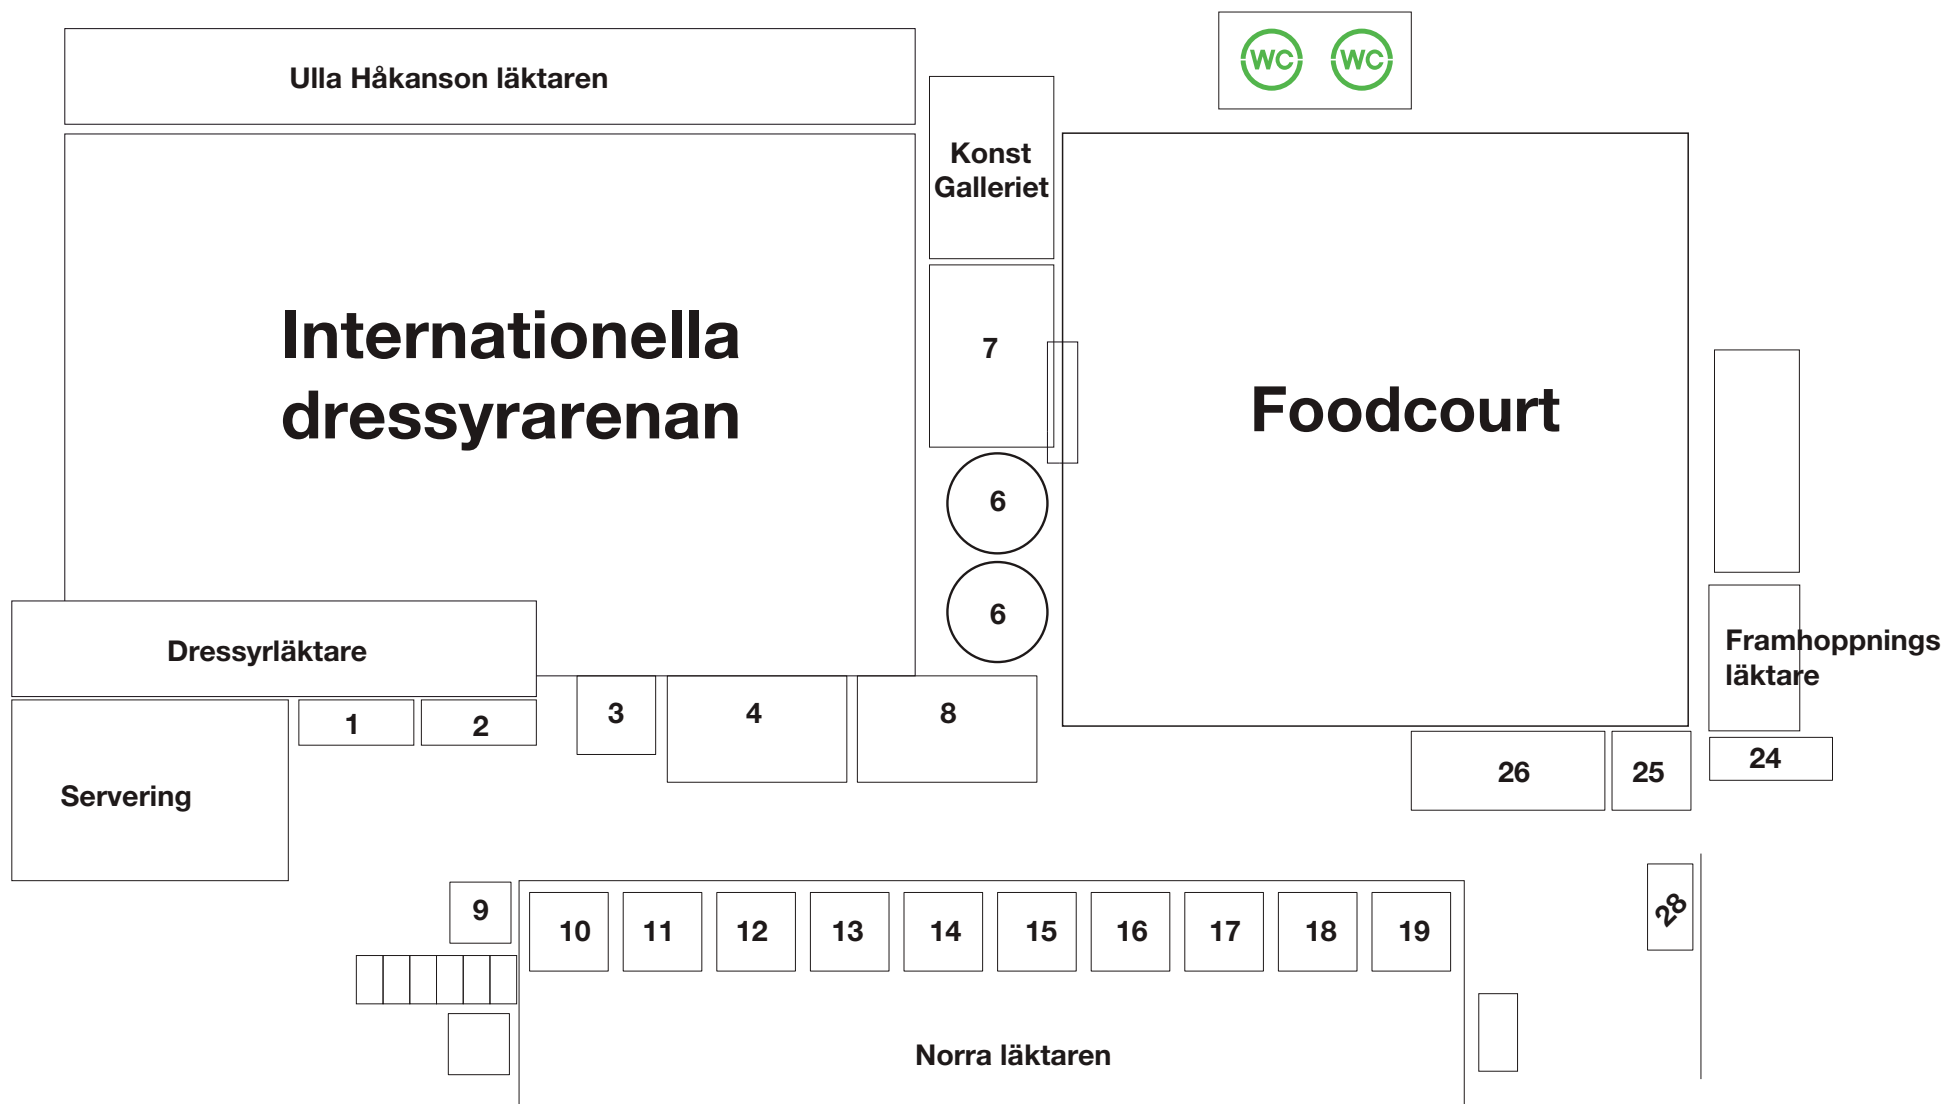 WC WC
Ulla Håkanson läktaren
Konst
Galleriet
Internationella
dressyrarenan
7
Foodcourt
6
6
Framhoppnings
läktare
Dressyrläktare
1
2
3
4
8
24
26
25
Servering
9
10
11
12
13
14
15
16
17
18
19
28
Norra läktaren